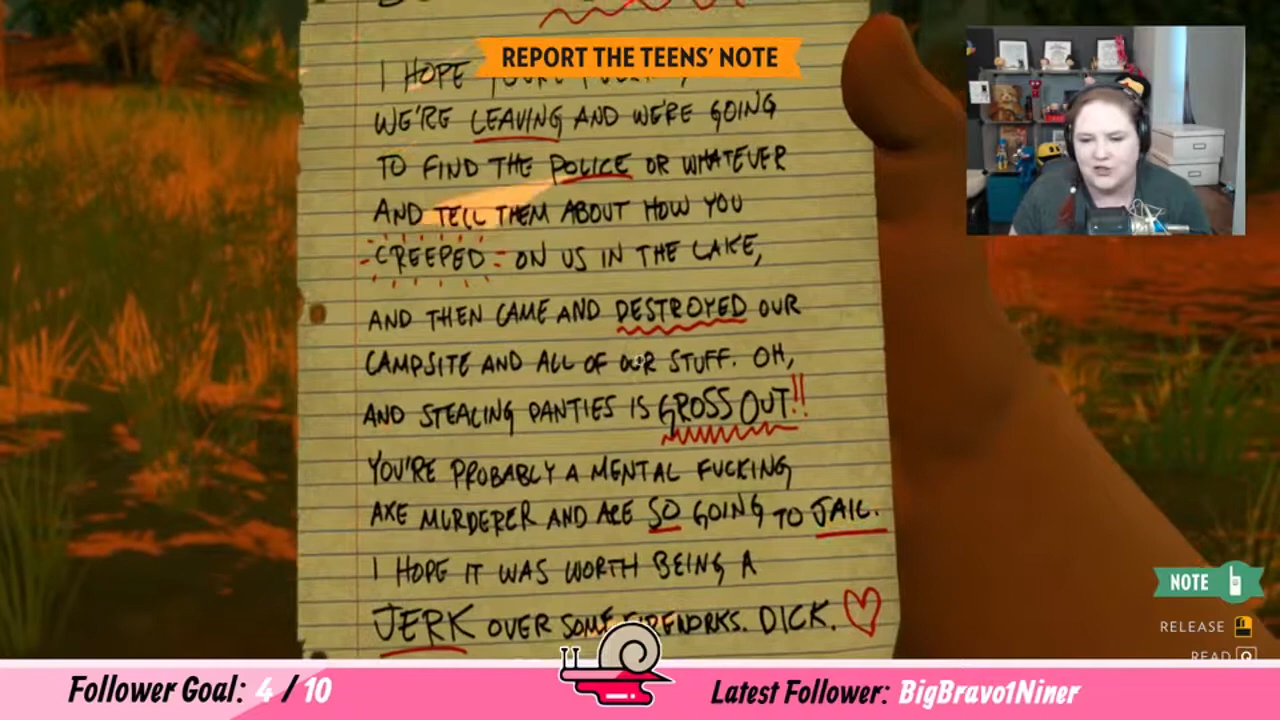 REPORT THE TEENS' NOTE
I HOPE
WE'RE LEAVING AND WE'RE GOING
TO FIND THE POLICE OR WHATEVER
AND TELL THEM ABOUT HOW YOU
CREEPED ON US IN THE LAKE,
AND THEN CAME AND DESTROYED OUR
CAMPSITE AND ALL OF OUR STUFF. OH,
AND STEALING PANTIES IS GROSS OUT!!
YOU'RE PROBABLY A MENTAL FUCKING
AXE MURDERER AND ARE SO GOING TO JAIL.
I HOPE IT WAS WORTH BEING A
JERK OVER SOME FIREWORKS. DICK.
NOTE
RELEASE
READ Q
Follower Goal: 4 / 10
Latest Follower: BigBravo1Niner